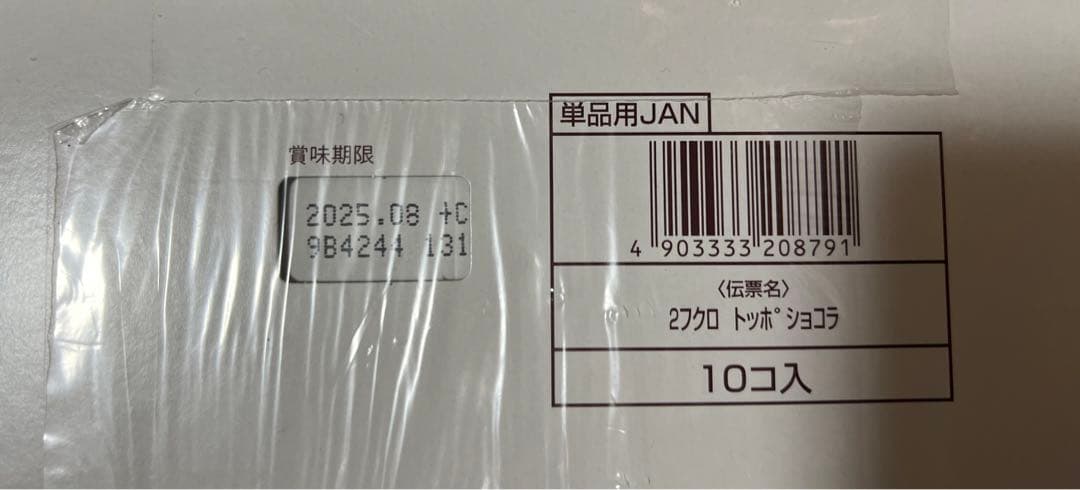 賞味期限
2025.08 +C
9B4244 131
単品用JAN
4 903333 208791
〈伝票名〉
2フクロ トッポショコラ
10コ入